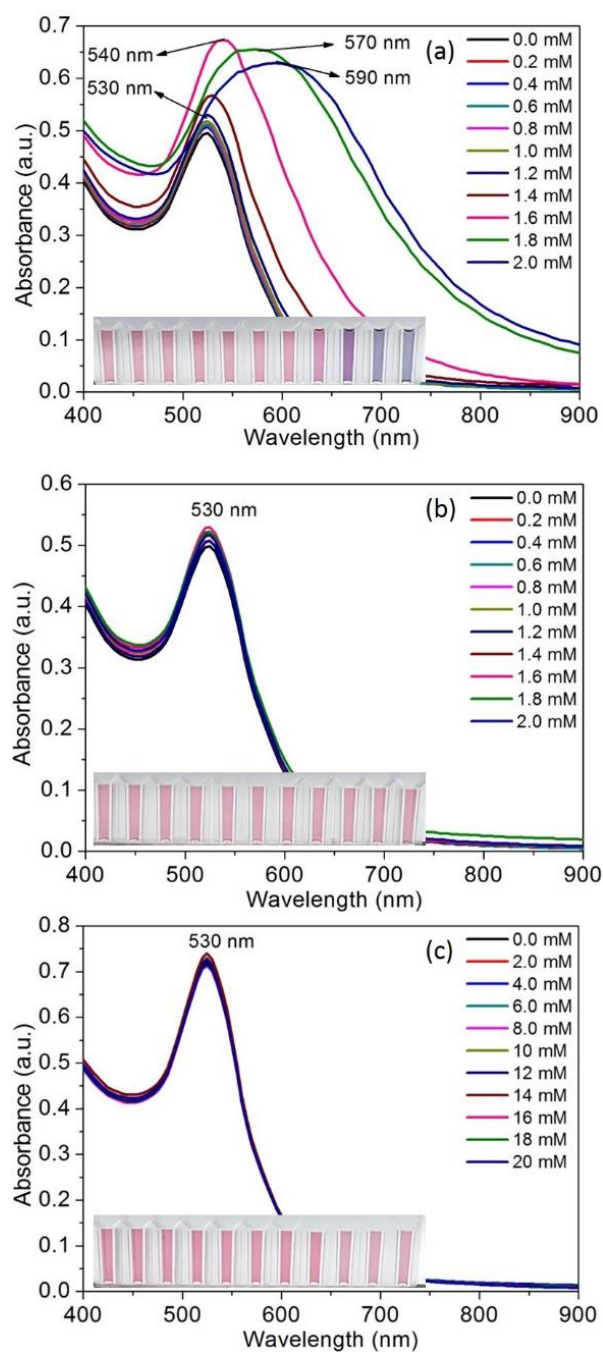 0.7
0.6
0.5
0.4
0.3
0.2
0.1
0.0
Absorbance (a.u.)
540 nm
530 nm
570 nm
590 nm
(a)
0.0 mM
0.2 mM
0.4 mM
0.6 mM
0.8 mM
1.0 mM
1.2 mM
1.4 mM
1.6 mM
1.8 mM
2.0 mM
400 500 600 700 800 900
Wavelength (nm)
0.6
0.5
0.4
0.3
0.2
0.1
0.0
Absorbance (a.u.)
530 nm
(b)
0.0 mM
0.2 mM
0.4 mM
0.6 mM
0.8 mM
1.0 mM
1.2 mM
1.4 mM
1.6 mM
1.8 mM
2.0 mM
400 500 600 700 800 900
Wavelength (nm)
0.8
0.7
0.6
0.5
0.4
0.3
0.2
0.1
0.0
Absorbance (a.u.)
530 nm
(c)
0.0 mM
2.0 mM
4.0 mM
6.0 mM
8.0 mM
10 mM
12 mM
14 mM
16 mM
18 mM
20 mM
400 500 600 700 800 900
Wavelength (nm)